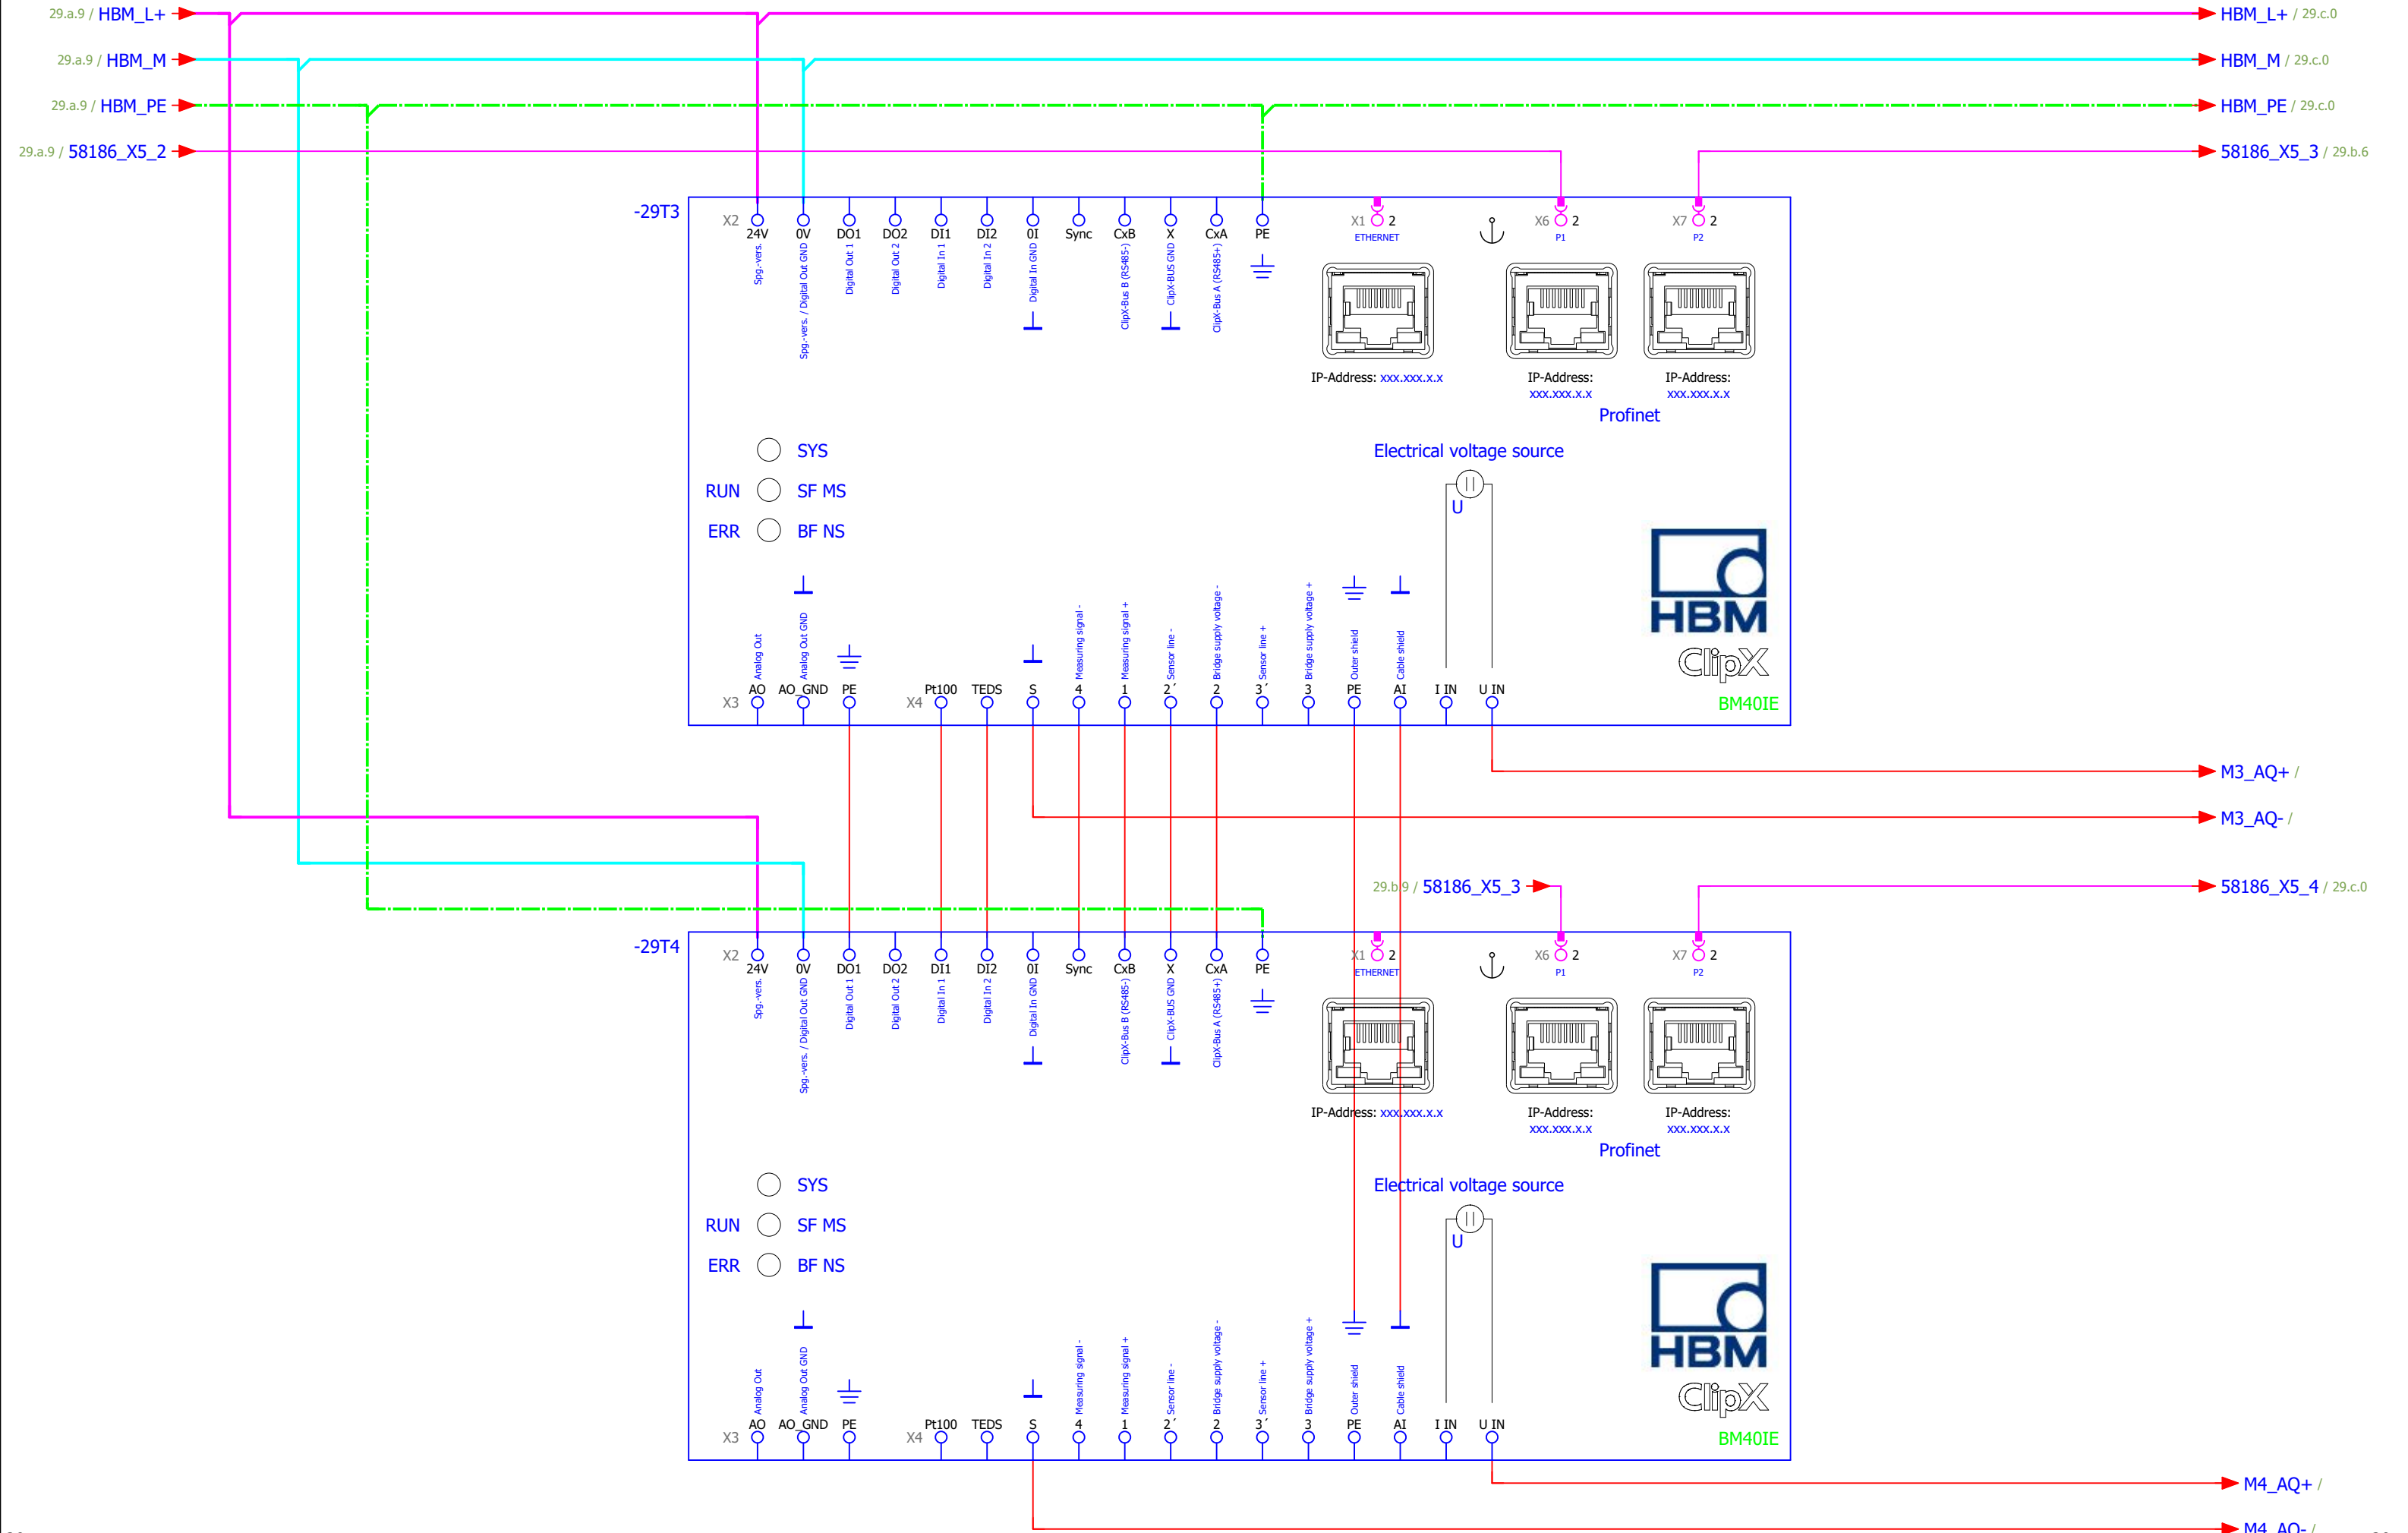 29.a.9 / HBM_L+
HBM_L+ / 29.c.0
29.a.9 / HBM_M
HBM_M / 29.c.0
29.a.9 / HBM_PE
HBM_PE / 29.c.0
29.a.9 / 58186_X5_2
58186_X5_3 / 29.b.6
-29T3
X2
24V 0V DO1 DO2 DI1 DI2 0I Sync CxB X CxA PE
X1 2
ETHERNET
X6 2
P1
X7 2
P2
Spg.-vers.
Spg.-vers. / Digital Out GND
Digital Out 1
Digital Out 2
Digital In 1
Digital In 2
Digital In GND
ClipX-Bus B (RS485-)
ClipX-BUS GND
ClipX-Bus A (RS485+)
IP-Address: xxx.xxx.x.x
IP-Address:
xxx.xxx.x.x
IP-Address:
xxx.xxx.x.x
Profinet
SYS
RUN SF MS
ERR BF NS
Electrical voltage source
U
HBM
ClipX
BM40IE
Analog Out
Analog Out GND
Measuring signal -
Measuring signal +
Sensor line -
Bridge supply voltage -
Sensor line +
Bridge supply voltage +
Outer shield
Cable shield
X3 AO AO_GND PE
X4 Pt100 TEDS S 4 1 2´ 2 3´ 3 PE AI I IN U IN
M3_AQ+ /
M3_AQ- /
29.b.9 / 58186_X5_3
58186_X5_4 / 29.c.0
-29T4
X2
24V 0V DO1 DO2 DI1 DI2 0I Sync CxB X CxA PE
X1 2
ETHERNET
X6 2
P1
X7 2
P2
Spg.-vers.
Spg.-vers. / Digital Out GND
Digital Out 1
Digital Out 2
Digital In 1
Digital In 2
Digital In GND
ClipX-Bus B (RS485-)
ClipX-BUS GND
ClipX-Bus A (RS485+)
IP-Address: xxx.xxx.x.x
IP-Address:
xxx.xxx.x.x
IP-Address:
xxx.xxx.x.x
Profinet
SYS
RUN SF MS
ERR BF NS
Electrical voltage source
U
HBM
ClipX
BM40IE
Analog Out
Analog Out GND
Measuring signal -
Measuring signal +
Sensor line -
Bridge supply voltage -
Sensor line +
Bridge supply voltage +
Outer shield
Cable shield
X3 AO AO_GND PE
X4 Pt100 TEDS S 4 1 2´ 2 3´ 3 PE AI I IN U IN
M4_AQ+ /
M4_AQ- /